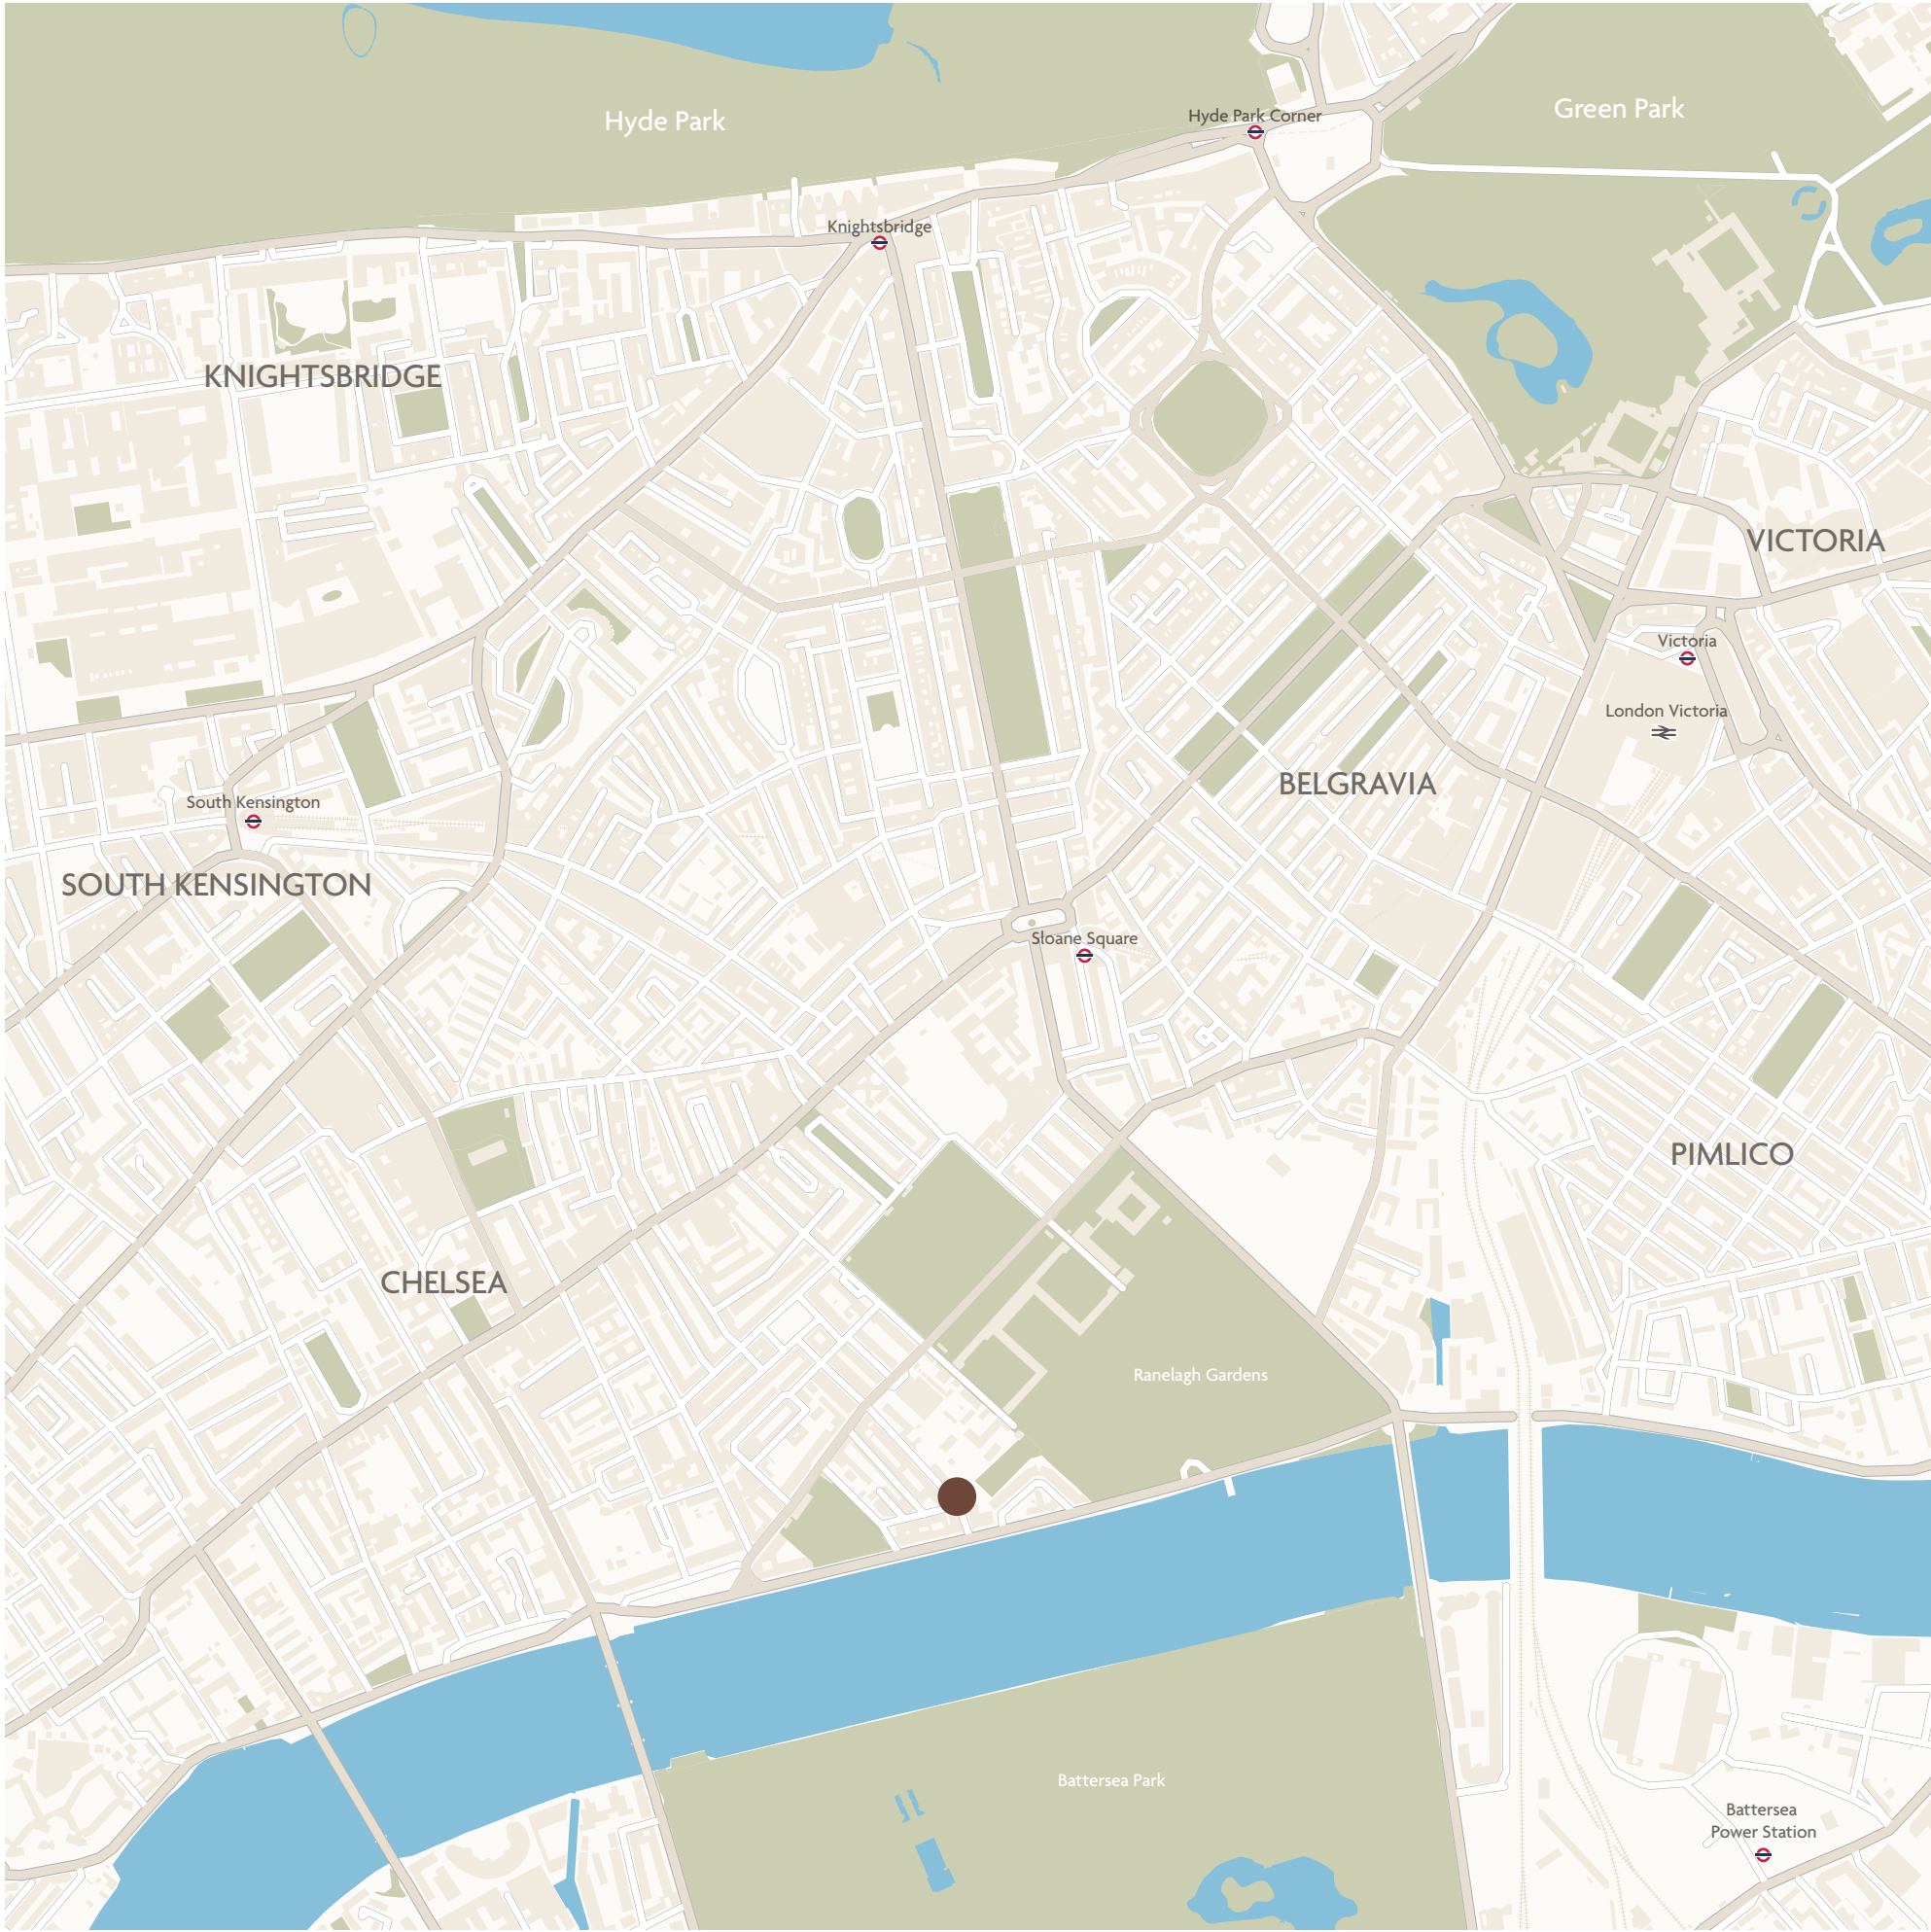 Hyde Park
Hyde Park Corner
Green Park
Knightsbridge
KNIGHTSBRIDGE
VICTORIA
Victoria
London Victoria
BELGRAVIA
South Kensington
SOUTH KENSINGTON
Sloane Square
PIMLICO
CHELSEA
Ranelagh Gardens
Battersea Park
Battersea
Power Station